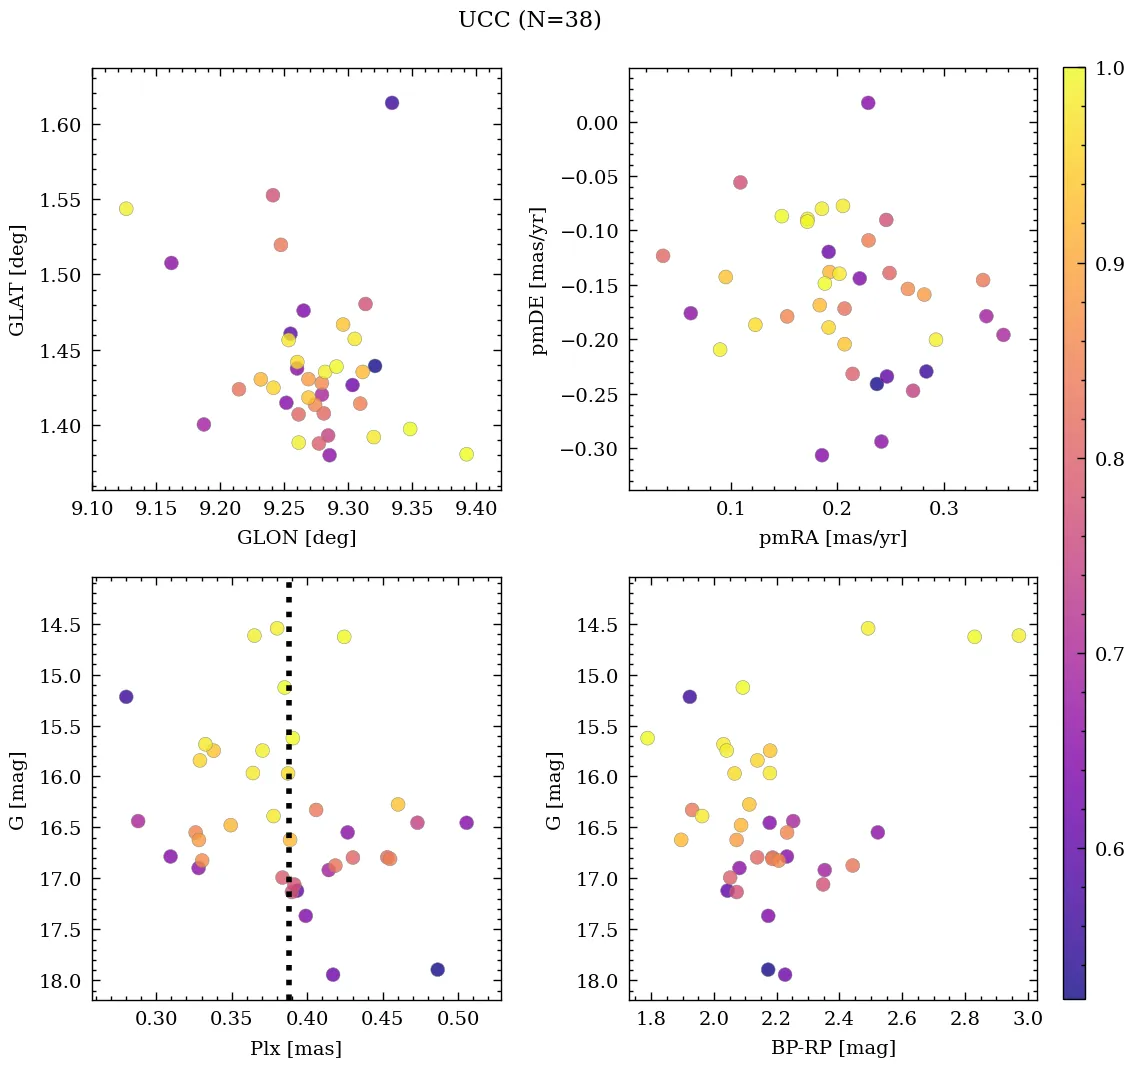 UCC (N=38)
GLAT [deg]
1.60
1.55
1.50
1.45
1.40
9.10 9.15 9.20 9.25 9.30 9.35 9.40
GLON [deg]
pmDE [mas/yr]
0.00
−0.05
−0.10
−0.15
−0.20
−0.25
−0.30
0.1 0.2 0.3
pmRA [mas/yr]
G [mag]
14.5
15.0
15.5
16.0
16.5
17.0
17.5
18.0
0.30 0.35 0.40 0.45 0.50
Plx [mas]
G [mag]
14.5
15.0
15.5
16.0
16.5
17.0
17.5
18.0
1.8 2.0 2.2 2.4 2.6 2.8 3.0
BP-RP [mag]
1.0
0.9
0.8
0.7
0.6